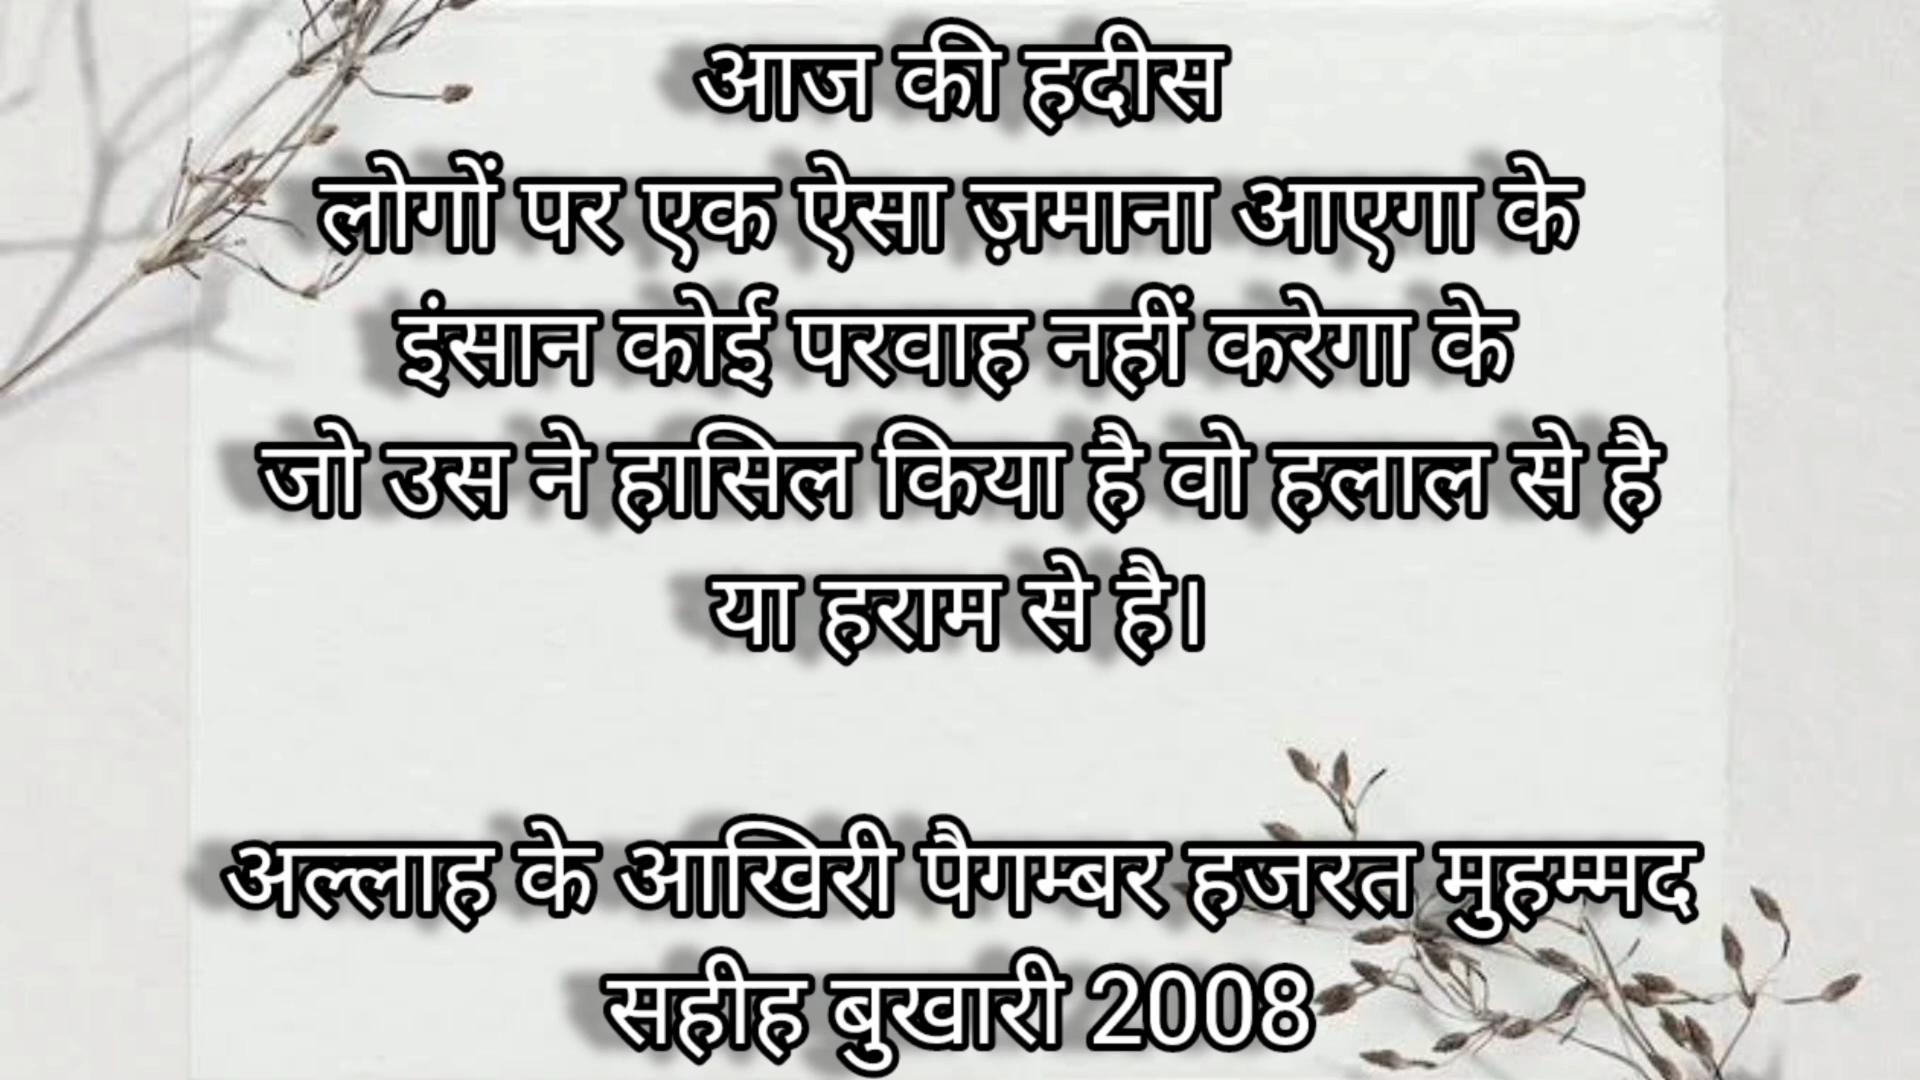 आज की हदीस
लोगों पर एक ऐसा ज़माना आएगा के
इंसान कोई परवाह नहीं करेगा के
जो उस ने हासिल किया है वो हलाल से है
या हराम से है।
अल्लाह के आखिरी पैगम्बर हजरत मुहम्मद
सहीह बुखारी 2008